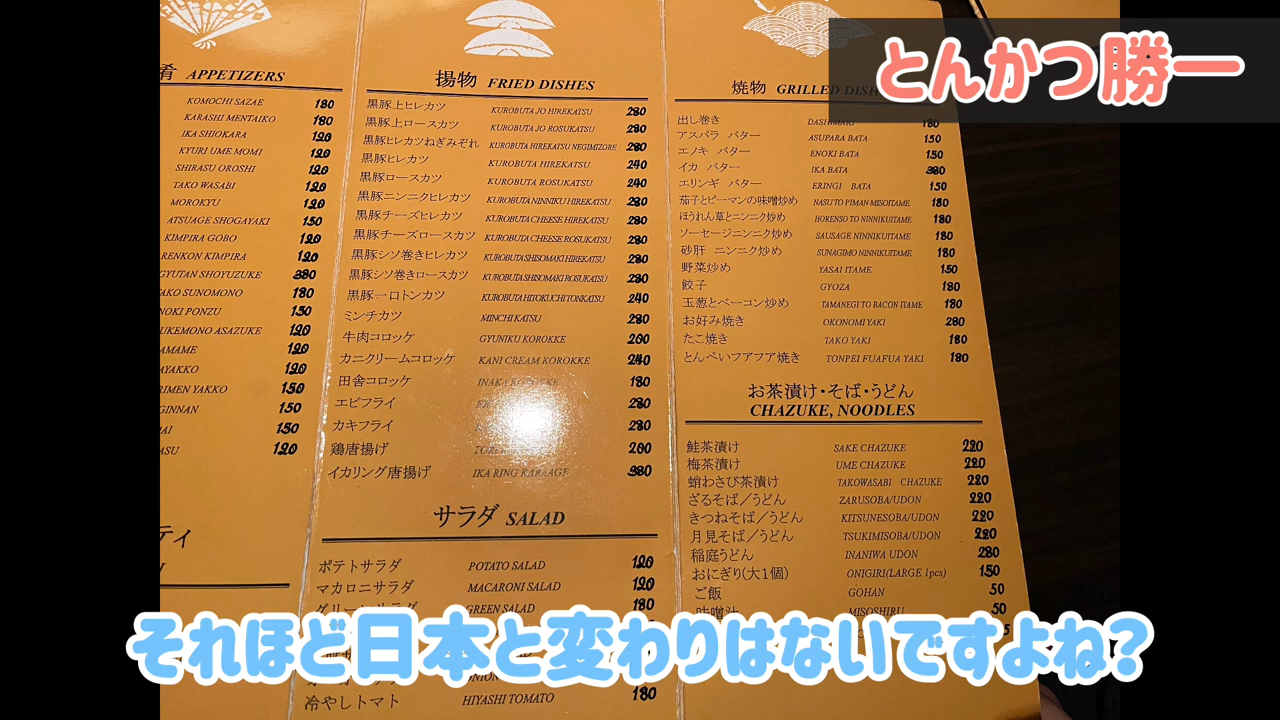 とんかつ勝一
肴 APPETIZERS
KOMOCHI SAZAE 180
KARASHI MENTAIKO 180
IKA SHIOKARA 120
KYURI UME MOMI 120
SHIRASU OROSHI 120
TAKO WASABI 120
MOROKYU 120
ATSUAGE SHOGAYAKI 150
KIMPIRA GOBO 120
RENKON KIMPIRA 120
GYUTAN SHOYUZUKE 380
TAKO SUNOMONO 180
ENOKI PONZU 150
TSUKEMONO ASAZUKE 120
120
120
150
GINNAN 150
150
120
ティ
揚物 FRIED DISHES
黒豚上ヒレカツ KUROBUTA JO HIREKATSU 280
黒豚上ロースカツ KUROBUTA JO ROSUKATSU 280
黒豚ヒレカツねぎみぞれ KUROBUTA HIREKATSU NEGIMIZORE 280
黒豚ヒレカツ KUROBUTA HIREKATSU 240
黒豚ロースカツ KUROBUTA ROSUKATSU 240
黒豚ニンニクヒレカツ KUROBUTA NINNIKU HIREKATSU 280
黒豚チーズヒレカツ KUROBUTA CHEESE HIREKATSU 280
黒豚チーズロースカツ KUROBUTA CHEESE ROSUKATSU 280
黒豚シソ巻きヒレカツ KUROBUTA SHISOMAKI HIREKATSU 280
黒豚シソ巻きロースカツ KUROBUTA SHISOMAKI ROSUKATSU 280
黒豚一口トンカツ KUROBUTA HITOKUCHI TONKATSU 240
ミンチカツ MINCHI KATSU 280
牛肉コロッケ GYUNIKU KOROKKE 200
カニクリームコロッケ KANI CREAM KOROKKE 240
田舎コロッケ INAKA KOROKKE 180
エビフライ 280
カキフライ 280
鶏唐揚げ 200
イカリング唐揚げ IKA RING KARAAGE 380
サラダ SALAD
ポテトサラダ POTATO SALAD 120
マカロニサラダ MACARONI SALAD 120
グリーンサラダ GREEN SALAD 180
冷やしトマト HIYASHI TOMATO 180
焼物 GRILLED DISH
出し巻き DASHIMAKI 180
アスパラ バター ASUPARA BATA 150
エノキ バター ENOKI BATA 150
イカ バター IKA BATA 380
エリンギ バター ERINGI BATA 150
茄子とピーマンの味噌炒め NASU TO PIMAN MISOITAME 180
ほうれん草とニンニク炒め HORENSO TO NINNIKUITAME 180
ソーセージニンニク炒め SAUSAGE NINNIKUITAME 180
砂肝 ニンニク炒め SUNAGIMO NINNIKUITAME 180
野菜炒め YASAI ITAME 150
餃子 GYOZA 180
玉葱とベーコン炒め TAMANEGI TO BACON ITAME 180
お好み焼き OKONOMI YAKI 280
たこ焼き TAKO YAKI 180
とんぺいフアフア焼き TONPEI FUAFUA YAKI 180
お茶漬け・そば・うどん
CHAZUKE, NOODLES
鮭茶漬け SAKE CHAZUKE 220
梅茶漬け UME CHAZUKE 220
蛸わさび茶漬け TAKOWASABI CHAZUKE 220
ざるそば／うどん ZARUSOBA/UDON 220
きつねそば／うどん KITSUNESOBA/UDON 220
月見そば／うどん TSUKIMISOBA/UDON 220
稲庭うどん INANIWA UDON 280
おにぎり(大1個) ONIGIRI(LARGE 1pcs) 150
ご飯 GOHAN 50
味噌汁 MISOSHIRU 50
それほど日本と変わりはないですよね?